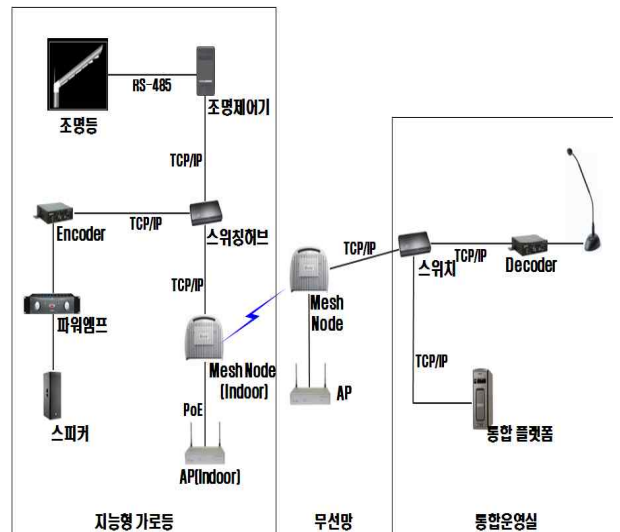 RS-485
조명등
조명제어기
TCP/IP
Encoder
TCP/IP
스위칭허브
TCP/IP
파워엠프
스피커
Mesh Node
(Indoor)
PoE
AP(Indoor)
지능형 가로등
Mesh
Node
AP
무선망
TCP/IP
스위치
TCP/IP
Decoder
TCP/IP
통합 플랫폼
통합운영실